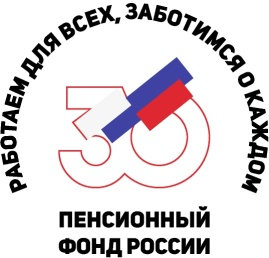 РАБОТАЕМ ДЛЯ ВСЕХ, ЗАБОТИМСЯ О КАЖДОМ
30
ПЕНСИОННЫЙ
ФОНД РОССИИ